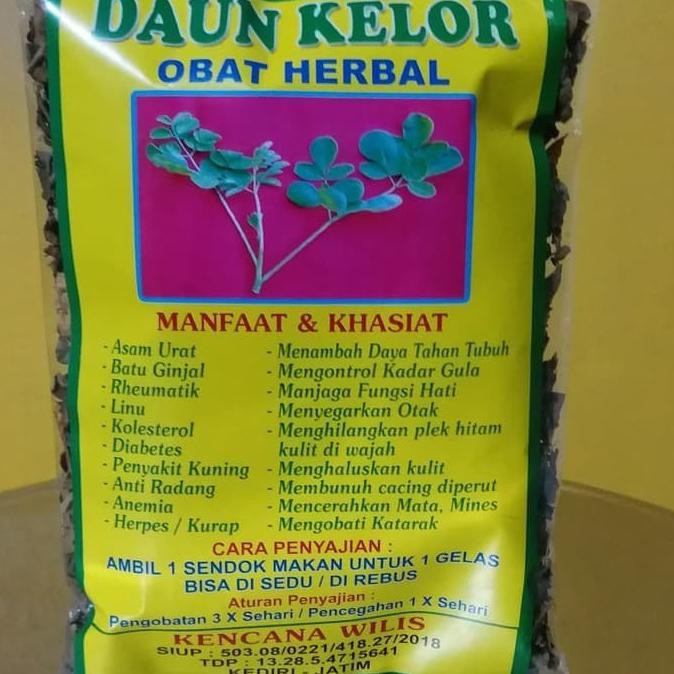 DAUN KELOR
OBAT HERBAL
MANFAAT & KHASIAT
- Asam Urat
- Batu Ginjal
- Rheumatik
- Linu
- Kolesterol
- Diabetes
- Penyakit Kuning
- Anti Radang
- Anemia
- Herpes / Kurap
- Menambah Daya Tahan Tubuh
- Mengontrol Kadar Gula
- Manjaga Fungsi Hati
- Menyegarkan Otak
- Menghilangkan plek hitam
kulit di wajah
- Menghaluskan kulit
- Membunuh cacing diperut
- Mencerahkan Mata, Mines
- Mengobati Katarak
CARA PENYAJIAN :
AMBIL 1 SENDOK MAKAN UNTUK 1 GELAS
BISA DI SEDU / DI REBUS
Aturan Penyajian :
Pengobatan 3 X Sehari / Pencegahan 1 X Sehari
KENCANA WILIS
SIUP : 503.08/0221/418.27/2018
TDP : 13.28.5.4715641
KEDIRI - JATIM